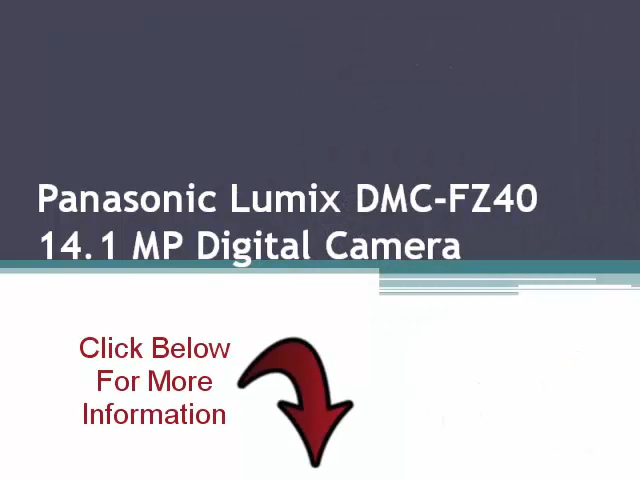 Panasonic Lumix DMC-FZ40
14.1 MP Digital Camera
Click Below
For More
Information